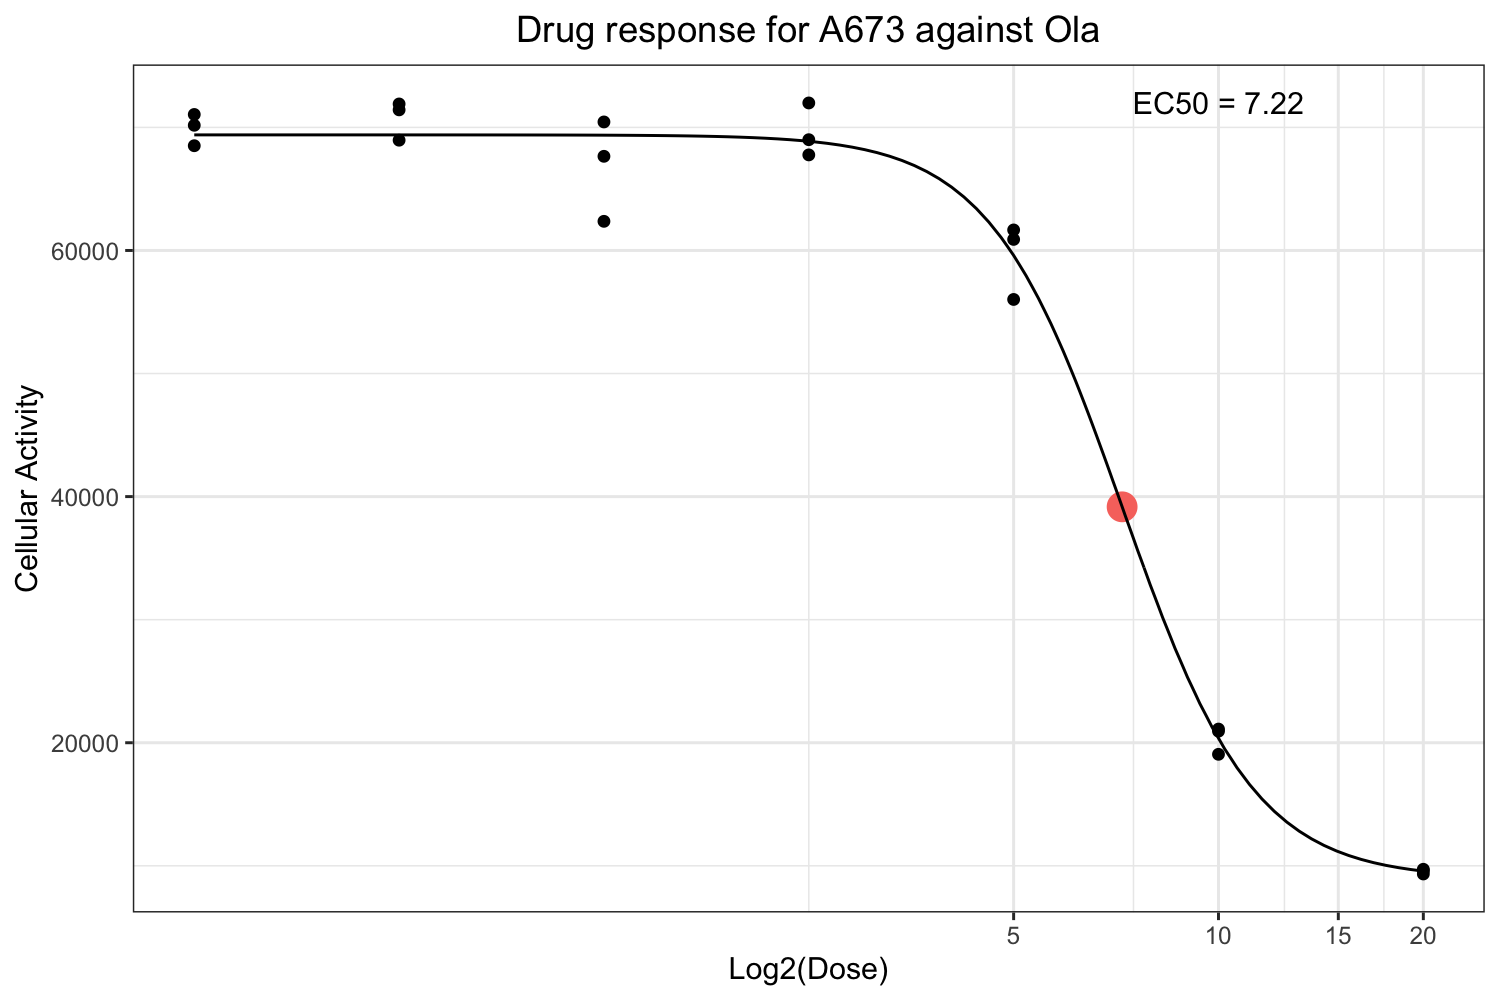 Drug response for A673 against Ola
EC50 = 7.22
60000
40000
20000
Cellular Activity
5 10 15 20
Log2(Dose)